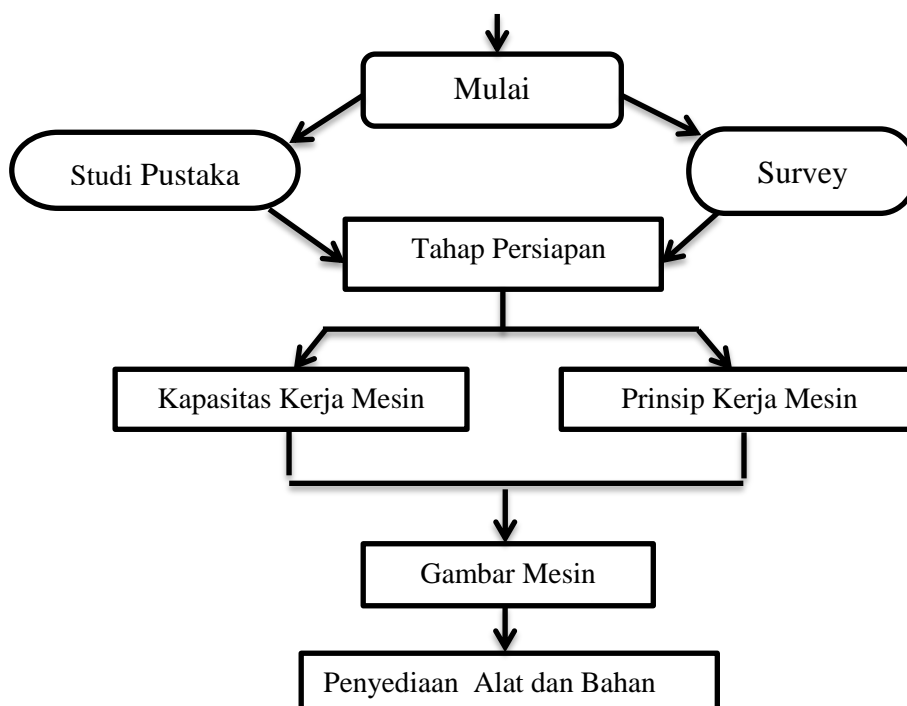 Mulai
Studi Pustaka
Survey
Tahap Persiapan
Kapasitas Kerja Mesin
Prinsip Kerja Mesin
Gambar Mesin
Penyediaan Alat dan Bahan